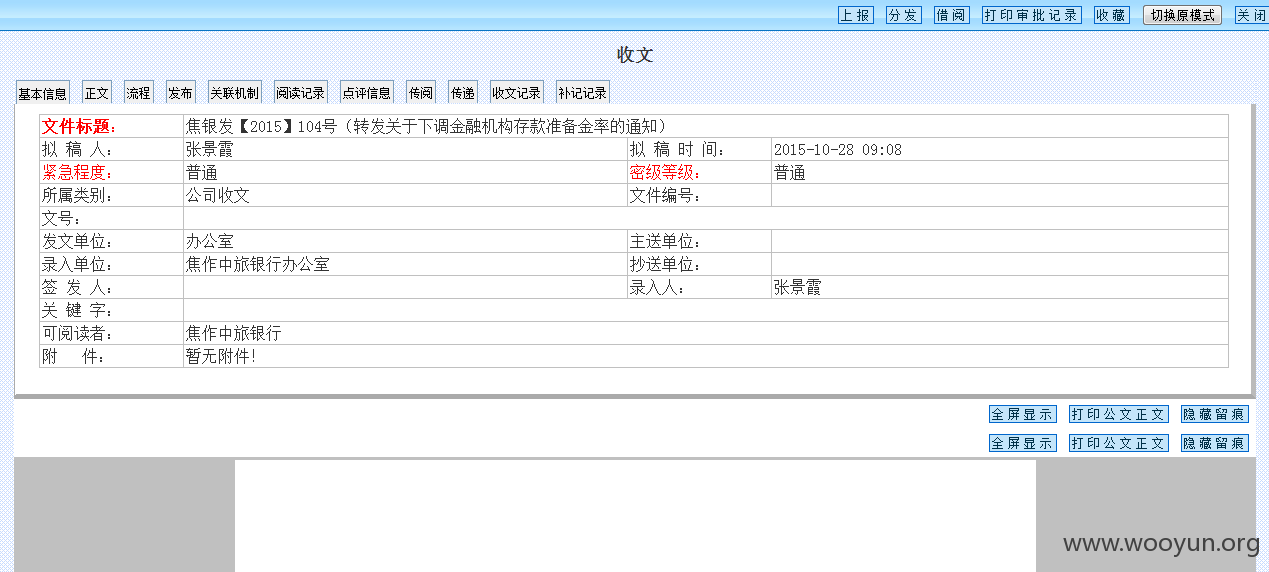 上报 分发 借阅 打印审批记录 收藏 切换原模式 关闭
收文
基本信息 正文 流程 发布 关联机制 阅读记录 点评信息 传阅 传递 收文记录 补记记录
文件标题： 焦银发【2015】104号（转发关于下调金融机构存款准备金率的通知）
拟 稿 人： 张景霞 拟 稿 时 间： 2015-10-28 09:08
紧急程度： 普通 密级等级： 普通
所属类别： 公司收文 文件编号：
文号：
发文单位： 办公室 主送单位：
录入单位： 焦作中旅银行办公室 抄送单位：
签 发 人： 录入人： 张景霞
关 键 字：
可阅读者： 焦作中旅银行
附 件： 暂无附件!
全屏显示 打印公文正文 隐藏留痕
全屏显示 打印公文正文 隐藏留痕
www.wooyun.org